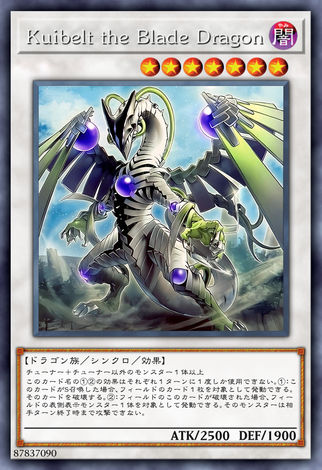 Kuibelt the Blade Dragon
やみ
闇
【ドラゴン族/シンクロ/効果】
チューナー＋チューナー以外のモンスター1体以上
このカード名の①②の効果はそれぞれ1ターンに1度しか使用できない。①：こ
のカードがS召喚した場合、フィールドのカード1枚を対象として発動できる。
そのカードを破壊する。②：フィールドのこのカードが破壊された場合、フィール
ドの表側表示モンスター1体を対象として発動できる。そのモンスターは相
手ターン終了時まで攻撃できない。
ATK/2500 DEF/1900
87837090